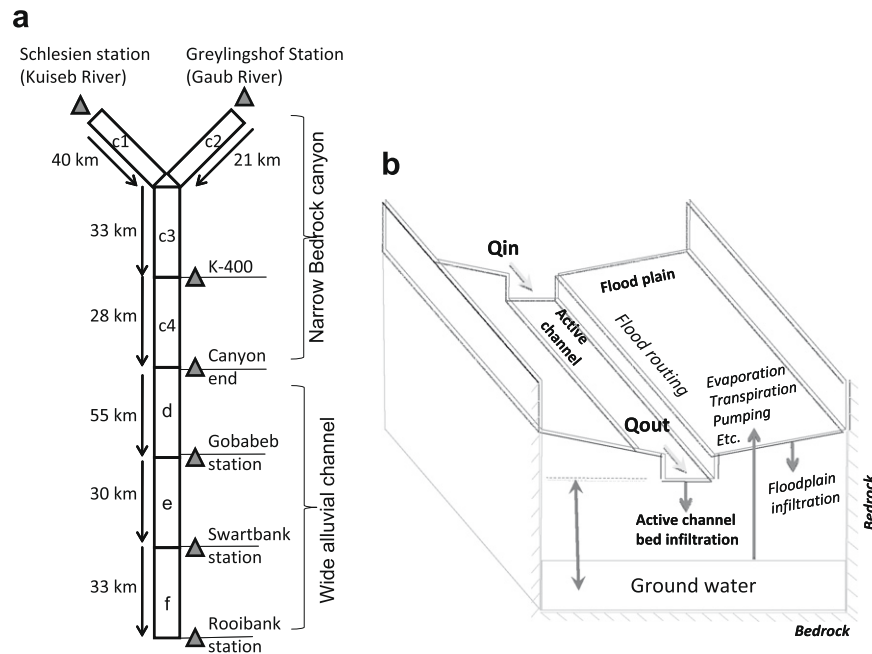 a
Schlesien station
(Kuiseb River)
Greylingshof Station
(Gaub River)
c1
c2
40 km
21 km
33 km
c3
K-400
28 km
c4
Canyon
end
55 km
d
Gobabeb
station
30 km
e
Swartbank
station
33 km
f
Rooibank
station
Narrow Bedrock canyon
Wide alluvial channel
b
Qin
Flood plain
Active
channel
Flood routing
Evaporation
Transpiration
Pumping
Etc.
Qout
Floodplain
infiltration
Active channel
bed infiltration
Ground water
Bedrock
Bedrock